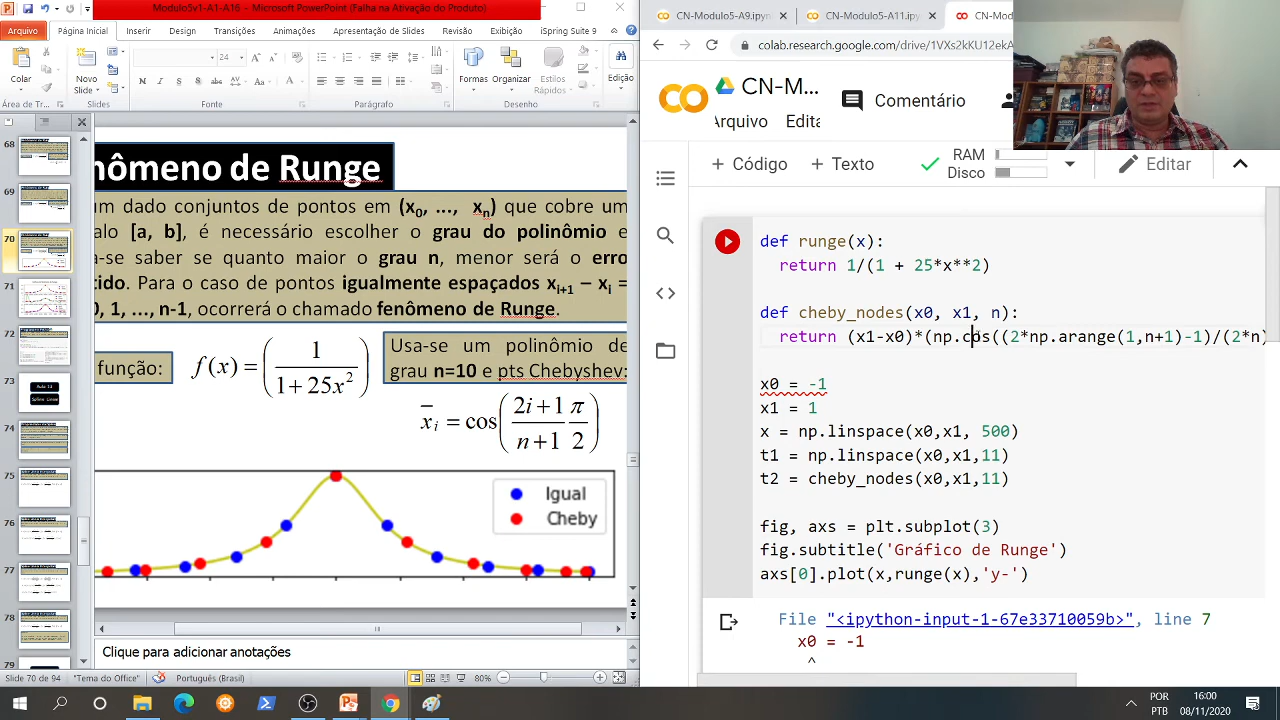 Modulo5v1-A1-A16 - Microsoft PowerPoint (Falha na Ativação do Produto)
Arquivo Página Inicial Inserir Design Transições Animações Apresentação de Slides Revisão Exibição iSpring Suite 9
Colar Novo Slide Formas Organizar Edição
24
N I S
Área de Tra... Slides Fonte Parágrafo Desenho
68
69
70
71
72
73
74
75
76
77
78
79
nômeno de Runge
um dado conjuntos de pontos em (x0, ..., xn) que cobre um
alo [a, b], é necessário escolher o grau do polinômio e
a-se saber se quanto maior o grau n, menor será o erro
tido. Para o caso de pontos igualmente espaçados xi+1 – xi =
0, 1, ..., n-1, ocorrerá o chamado fenômeno de Runge.
função:
f(x) = (1 / 1+25x²)
Usa-se um polinômio de
grau n=10 e pts Chebyshev:
x̄i = cos(2i+1 / n+1 π / 2)
Igual
Cheby
Clique para adicionar anotações
Slide 70 de 94 "Tema do Office" Português (Brasil) 80%
CN-Modulo5-A CN-Modulo5-A11.ipy CN-Mod
colab.research.google.com/drive/1VXs2kKU12ekA
CN-M...
Comentário
Arquivo Edita
+ Código + Texto RAM Disco Editar
def runge(x):
return 1/(1 + 25*x**2)
def cheby_nodes(x0, x1, n):
return (x1-x0)*(np.cos((2*np.arange(1,n+1)-1)/(2*n)
x0 = -1
x1 = 1
x = np.linspace(x0,x1, 500)
t1 = np.linspace(x0,x1,11)
t2 = cheby_nodes(x0,x1,11)
fig, axs = plt.subplot(3)
fig.subtitle('Gráfico de Runge')
axs[0].plot(x,runge(x),'y-')
File "<ipython-input-1-67e33710059b>", line 7
x0 = -1
^
POR
PTB
16:00
08/11/2020